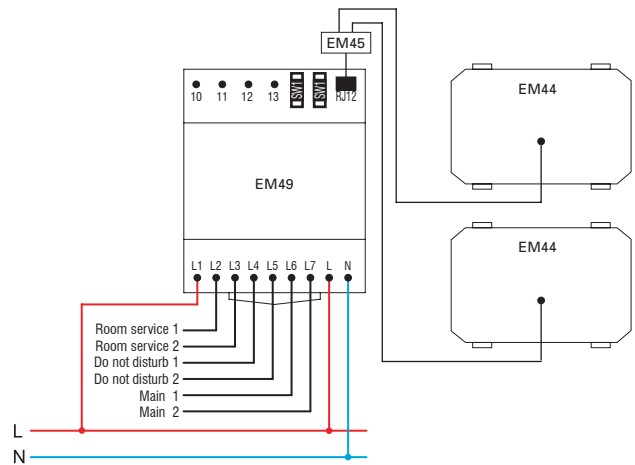 EM45
10 11 12 13 SW1 SW1 RJ12
EM44
EM49
EM44
L1 L2 L3 L4 L5 L6 L7 L N
Room service 1
Room service 2
Do not disturb 1
Do not disturb 2
Main 1
Main 2
L
N